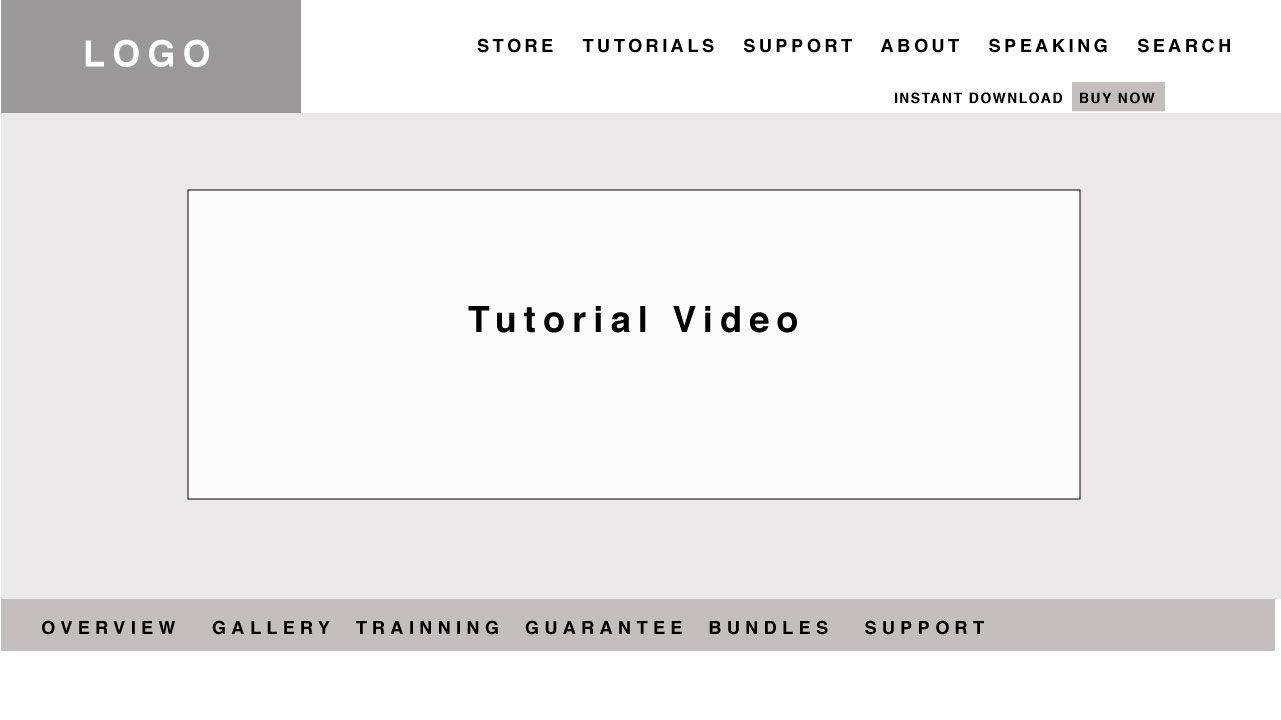 LOGO
STORE TUTORIALS SUPPORT ABOUT SPEAKING SEARCH
INSTANT DOWNLOAD BUY NOW
Tutorial Video
OVERVIEW GALLERY TRAINNING GUARANTEE BUNDLES SUPPORT